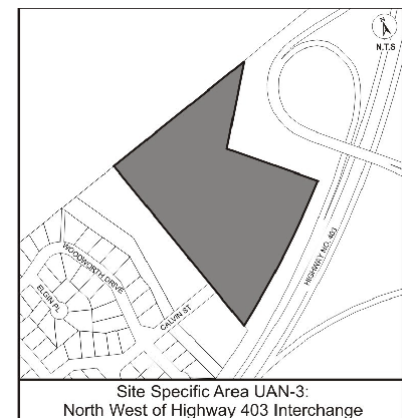 N
N.T.S
HIGHWAY NO. 403
WOODWORTH DRIVE
ELGIN PL
CALVIN ST
Site Specific Area UAN-3:
North West of Highway 403 Interchange